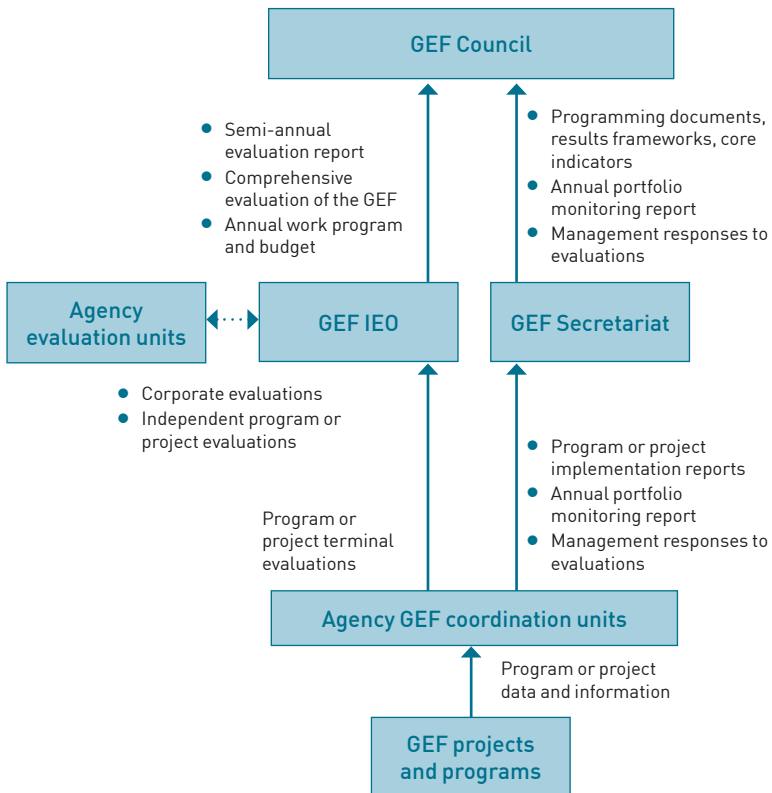 GEF Council
● Semi-annual
evaluation report
● Comprehensive
evaluation of the GEF
● Annual work program
and budget
● Programming documents,
results frameworks, core
indicators
● Annual portfolio
monitoring report
● Management responses to
evaluations
Agency
evaluation units
GEF IEO
GEF Secretariat
● Corporate evaluations
● Independent program or
project evaluations
Program or
project terminal
evaluations
● Program or project
implementation reports
● Annual portfolio
monitoring report
● Management responses to
evaluations
Agency GEF coordination units
Program or project
data and information
GEF projects
and programs